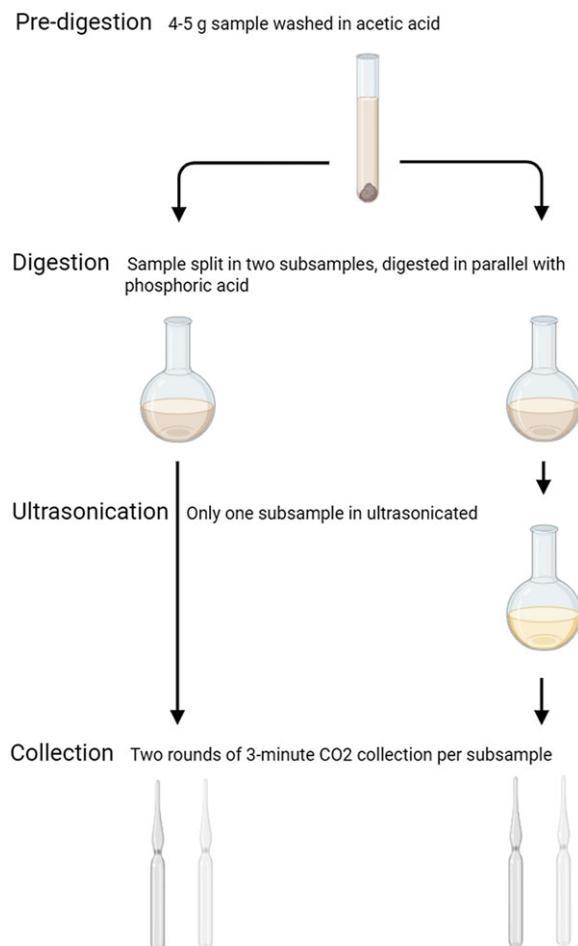 Pre-digestion 4-5 g sample washed in acetic acid
Digestion Sample split in two subsamples, digested in parallel with
phosphoric acid
Ultrasonication Only one subsample in ultrasonicated
Collection Two rounds of 3-minute CO2 collection per subsample